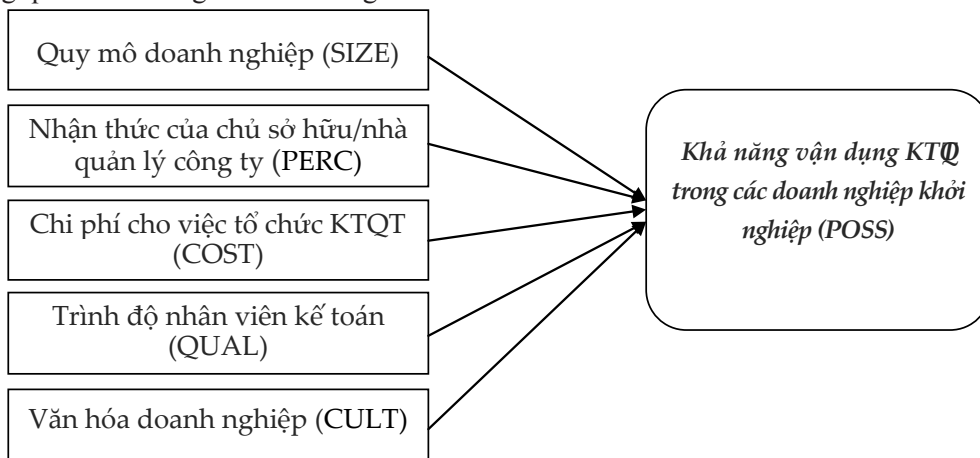 Quy mô doanh nghiệp (SIZE)
Nhận thức của chủ sở hữu/nhà
quản lý công ty (PERC)
Chi phí cho việc tổ chức KTQT
(COST)
Trình độ nhân viên kế toán
(QUAL)
Văn hóa doanh nghiệp (CULT)
Khả năng vận dụng
trong các doanh nghiệp khởi
nghiệp (POSS)